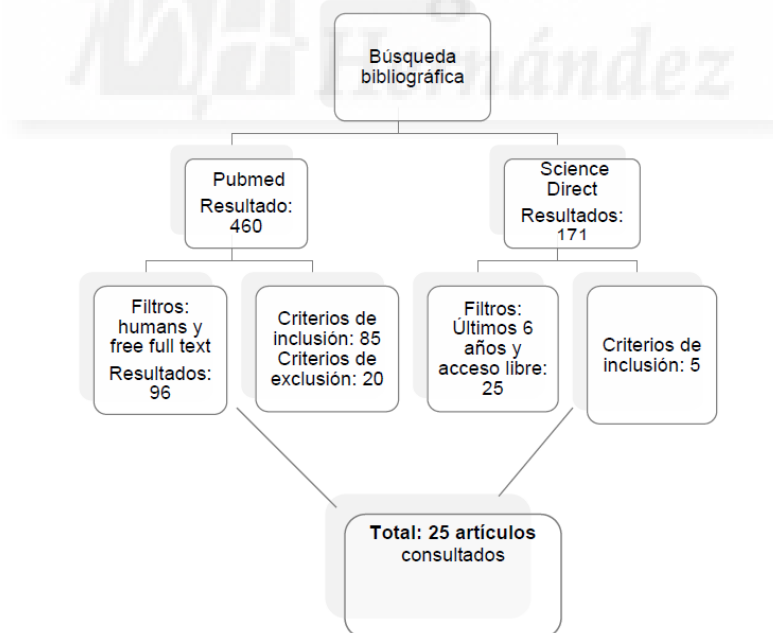 Hernández
Búsqueda
bibliográfica
Pubmed
Resultado:
460
Science
Direct
Resultados:
171
Filtros:
humans y
free full text
Resultados:
96
Criterios de
inclusión: 85
Criterios de
exclusión: 20
Filtros:
Últimos 6
años y
acceso libre:
25
Criterios de
inclusión: 5
Total: 25 artículos
consultados